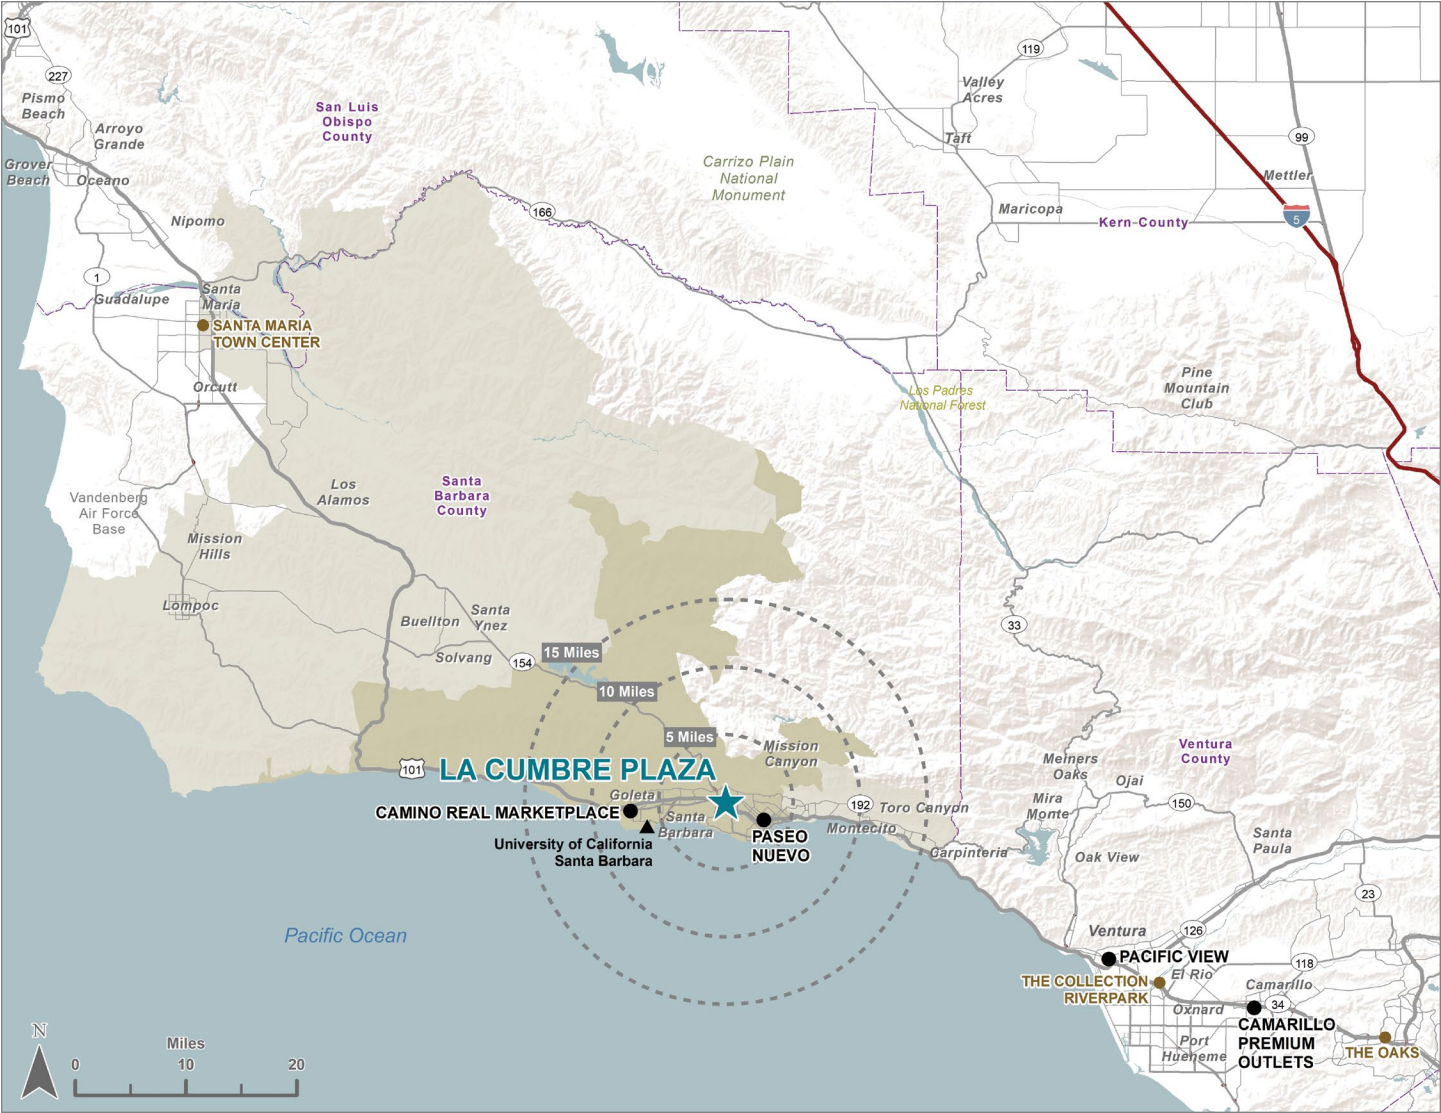 101
227
Pismo
Beach
Arroyo
Grande
Grover
Beach
Oceano
San Luis
Obispo
County
Nipomo
1
Guadalupe
Santa
Maria
SANTA MARIA
TOWN CENTER
Orcutt
166
Carrizo Plain
National
Monument
119
Valley
Acres
Taft
99
Mettler
Maricopa
Kern County
5
Pine
Mountain
Club
Los Padres
National Forest
Vandenberg
Air Force
Base
Los
Alamos
Santa
Barbara
County
Mission
Hills
Lompoc
Buellton
Santa
Ynez
Solvang
154
15 Miles
10 Miles
5 Miles
33
Mission
Canyon
101
LA CUMBRE PLAZA
Goleta
CAMINO REAL MARKETPLACE
Santa
Barbara
University of California
Santa Barbara
PASEO
NUEVO
192
Toro Canyon
Montecito
Carpinteria
Ventura
County
Meiners
Oaks
Ojai
Mira
Monte
150
Oak View
Santa
Paula
23
Ventura
126
PACIFIC VIEW
118
THE COLLECTION
RIVERPARK
El Rio
Camarillo
Oxnard
34
CAMARILLO
PREMIUM
OUTLETS
Port
Hueneme
THE OAKS
Pacific Ocean
N
Miles
0 10 20